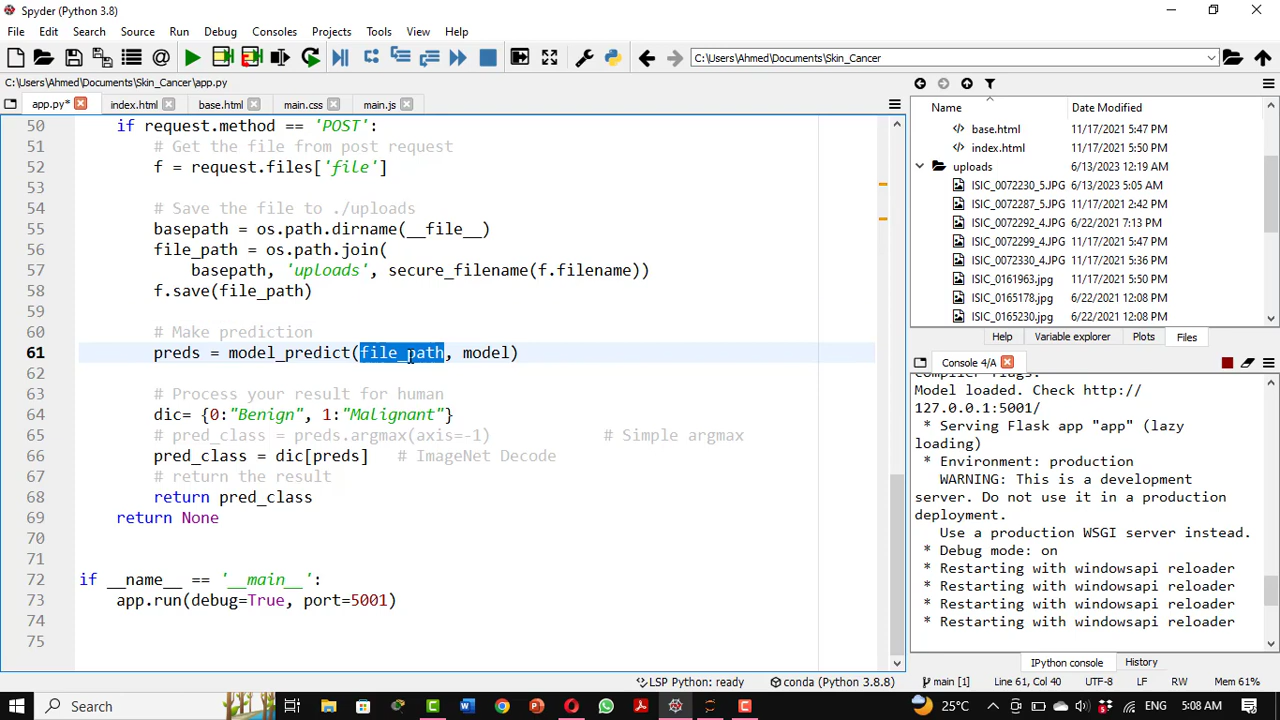 Spyder (Python 3.8)
File Edit Search Source Run Debug Consoles Projects Tools View Help
C:\Users\Ahmed\Documents\Skin_Cancer
C:\Users\Ahmed\Documents\Skin_Cancer\app.py
app.py* index.html base.html main.css main.js
50 if request.method == 'POST':
51 # Get the file from post request
52 f = request.files['file']
53
54 # Save the file to ./uploads
55 basepath = os.path.dirname(__file__)
56 file_path = os.path.join(
57 basepath, 'uploads', secure_filename(f.filename))
58 f.save(file_path)
59
60 # Make prediction
61 preds = model_predict(file_path, model)
62
63 # Process your result for human
64 dic= {0:"Benign", 1:"Malignant"}
65 # pred_class = preds.argmax(axis=-1) # Simple argmax
66 pred_class = dic[preds] # ImageNet Decode
67 # return the result
68 return pred_class
69 return None
70
71
72 if __name__ == '__main__':
73 app.run(debug=True, port=5001)
74
75
Name Date Modified
base.html 11/17/2021 5:47 PM
index.html 11/17/2021 5:50 PM
uploads 6/13/2023 12:19 AM
ISIC_0072230_5.JPG 6/13/2023 5:05 AM
ISIC_0072287_5.JPG 11/17/2021 2:42 PM
ISIC_0072292_4.JPG 6/22/2021 7:13 PM
ISIC_0072299_4.JPG 11/17/2021 5:47 PM
ISIC_0072330_4.JPG 11/17/2021 5:36 PM
ISIC_0161963.jpg 11/17/2021 5:50 PM
ISIC_0165178.jpg 6/22/2021 12:08 PM
ISIC_0165230.jpg 6/22/2021 12:08 PM
Help Variable explorer Plots Files
Console 4/A
compiler flags.
Model loaded. Check http://
127.0.0.1:5001/
* Serving Flask app "app" (lazy
loading)
* Environment: production
WARNING: This is a development
server. Do not use it in a production
deployment.
Use a production WSGI server instead.
* Debug mode: on
* Restarting with windowsapi reloader
* Restarting with windowsapi reloader
* Restarting with windowsapi reloader
* Restarting with windowsapi reloader
IPython console History
LSP Python: ready conda (Python 3.8.8) main [1] Line 61, Col 40 UTF-8 LF RW Mem 61%
Search 25°C 5:08 AM